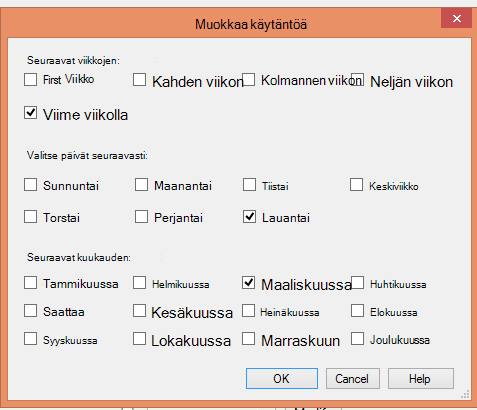 Muokkaa käytäntöä
Seuraavat viikkojen:
First Viikko Kahden viikon Kolmannen viikon Neljän viikon
Viime viikolla
Valitse päivät seuraavasti:
Sunnuntai Maanantai Tiistai Keskiviikko
Torstai Perjantai Lauantai
Seuraavat kuukauden:
Tammikuussa Helmikuussa Maaliskuussa Huhtikuussa
Saattaa Kesäkuussa Heinäkuussa Elokuussa
Syyskuussa Lokakuussa Marraskuun Joulukuussa
OK Cancel Help